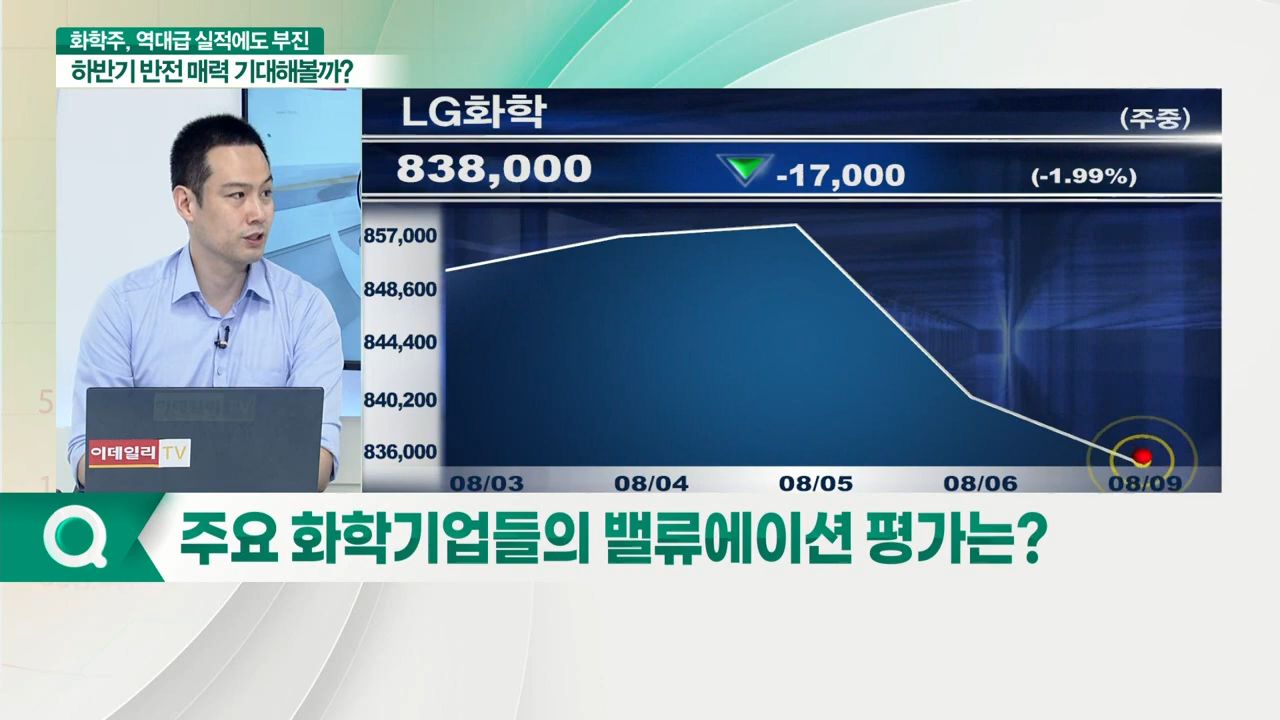 화학주, 역대급 실적에도 부진
하반기 반전 매력 기대해볼까?
LG화학
(주중)
838,000
-17,000
(-1.99%)
857,000
848,600
844,400
840,200
836,000
08/03
08/04
08/05
08/06
08/09
이데일리TV
주요 화학기업들의 밸류에이션 평가는?